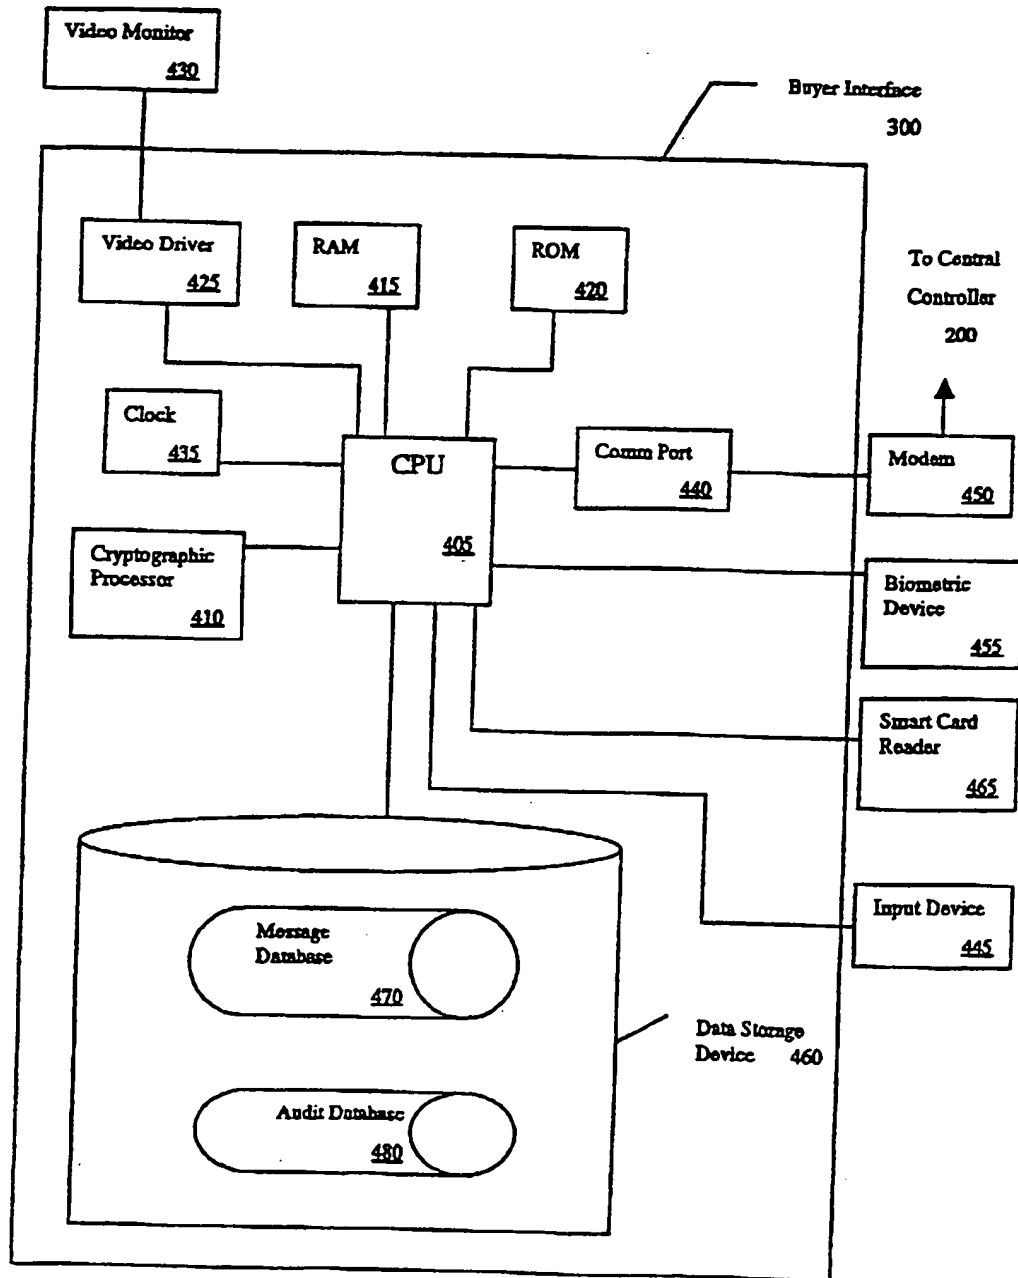 Video Monitor
430
Buyer Interface
300
Video Driver
425
RAM
415
ROM
420
To Central
Controller
200
Clock
435
CPU
405
Comm Port
440
Modem
450
Cryptographic
Processor
410
Biometric
Device
455
Smart Card
Reader
465
Input Device
445
Message
Database
470
Data Storage
Device 460
Audit Database
480